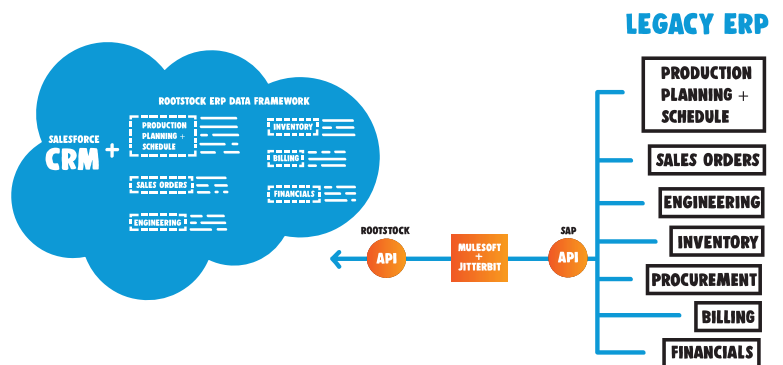 LEGACY ERP
ROOTSTOCK ERP DATA FRAMEWORK
SALESFORCE
CRM +
PRODUCTION
PLANNING +
SCHEDULE
SALES ORDERS
ENGINEERING
INVENTORY
BILLING
FINANCIALS
ROOTSTOCK
API
MULESOFT
+
JITTERBIT
SAP
API
PRODUCTION
PLANNING +
SCHEDULE
SALES ORDERS
ENGINEERING
INVENTORY
PROCUREMENT
BILLING
FINANCIALS